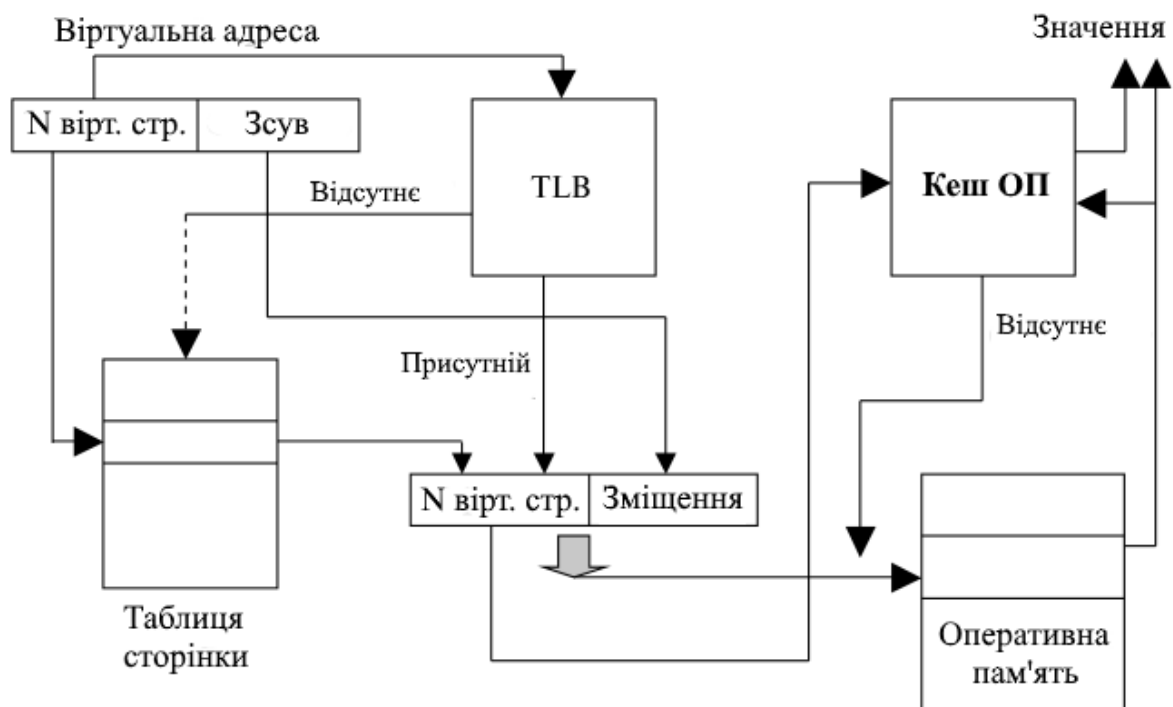 Віртуальна адреса
Значення
N вірт. стр.
Зсув
TLB
Кеш ОП
Відсутнє
Відсутнє
Присутній
N вірт. стр.
Зміщення
Таблиця
сторінки
Оперативна
пам'ять